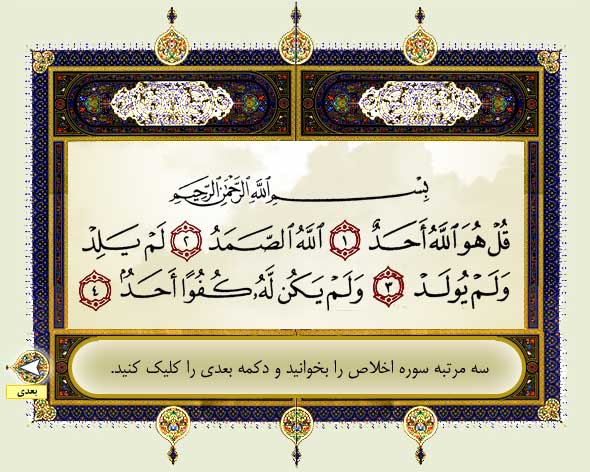 بِسْمِ اللَّهِ الرَّحْمَٰنِ الرَّحِيمِ
قُلْ هُوَ اللَّهُ أَحَدٌ ﴿١﴾ اللَّهُ الصَّمَدُ ﴿٢﴾ لَمْ يَلِدْ
وَلَمْ يُولَدْ ﴿٣﴾ وَلَمْ يَكُن لَّهُۥ كُفُوًا أَحَدٌۢ ﴿٤﴾
سه مرتبه سوره اخلاص را بخوانید و دکمه بعدی را کلیک کنید.
بعدی